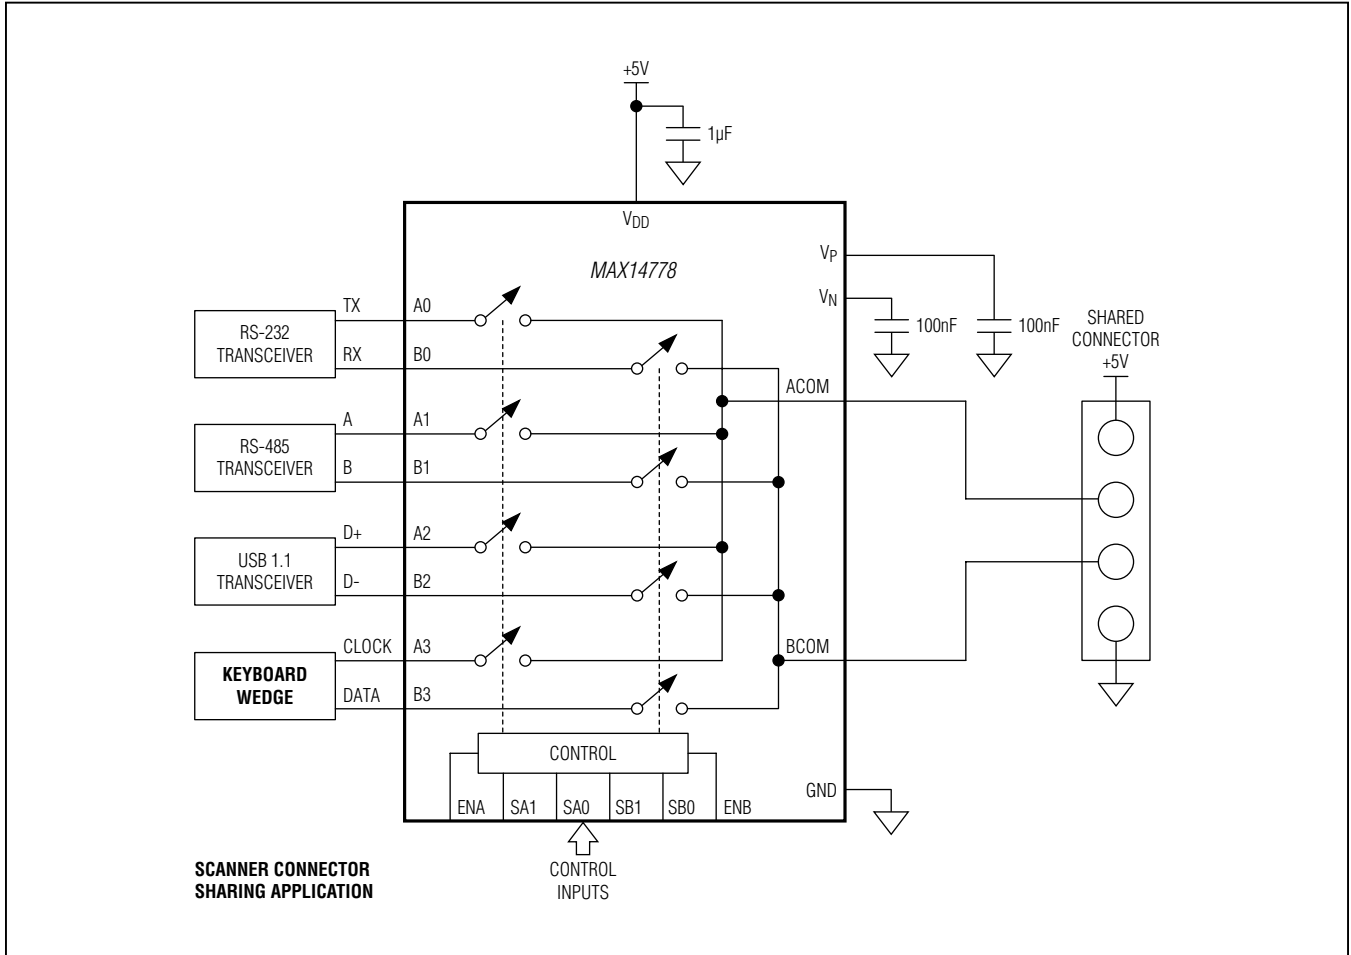 +5V
1µF
VDD
MAX14778
VP
VN
100nF
100nF
SHARED
CONNECTOR
+5V
TX
A0
RS-232
TRANSCEIVER
RX
B0
ACOM
A
A1
RS-485
TRANSCEIVER
B
B1
D+
A2
USB 1.1
TRANSCEIVER
D-
B2
CLOCK
A3
BCOM
KEYBOARD
WEDGE
DATA
B3
CONTROL
GND
ENA
SA1
SA0
SB1
SB0
ENB
CONTROL
INPUTS
SCANNER CONNECTOR
SHARING APPLICATION